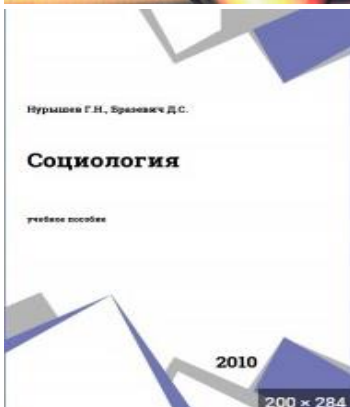 Нурышев Г.Н., Бразевич Д.С.
Социология
учебное пособие
2010
200 × 284